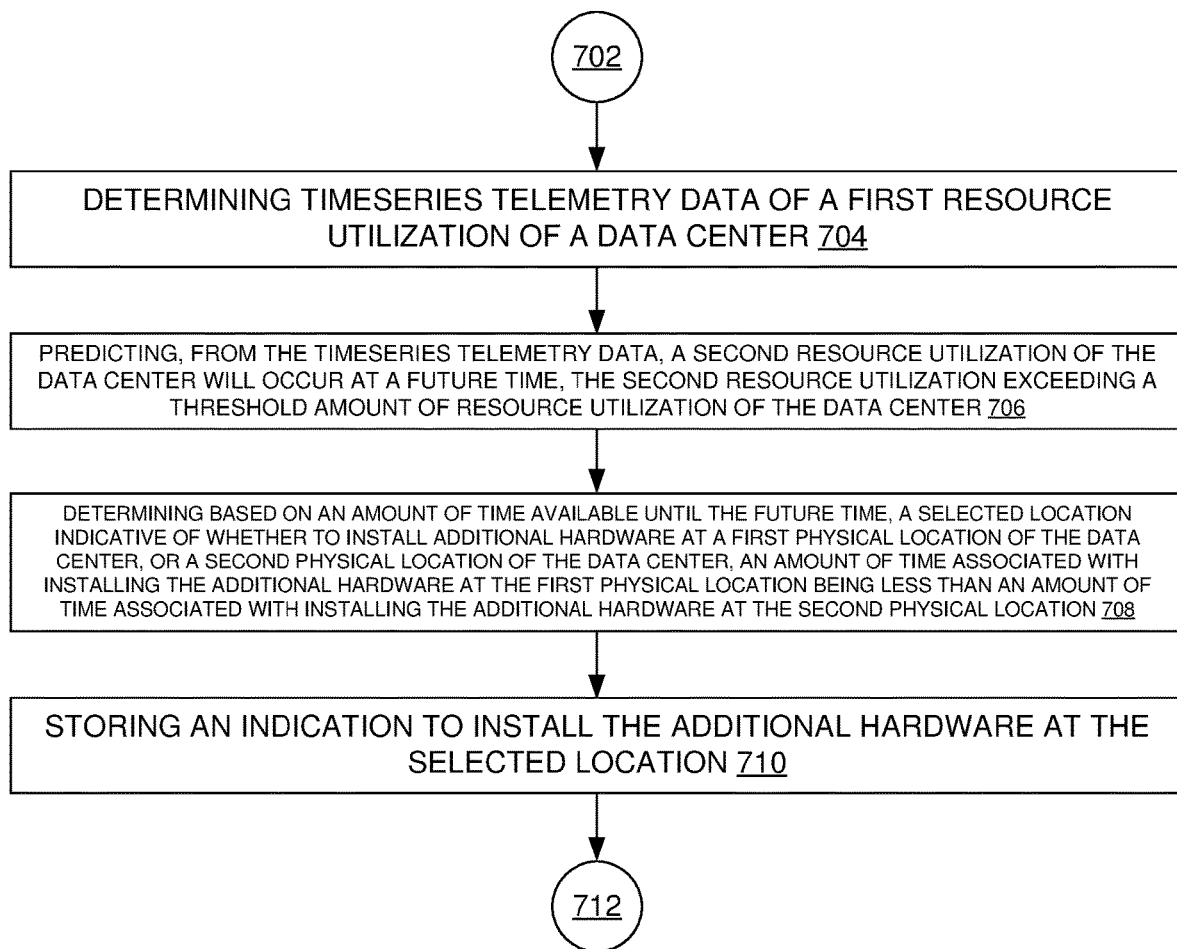 702
DETERMINING TIMESERIES TELEMETRY DATA OF A FIRST RESOURCE
UTILIZATION OF A DATA CENTER 704
PREDICTING, FROM THE TIMESERIES TELEMETRY DATA, A SECOND RESOURCE UTILIZATION OF THE
DATA CENTER WILL OCCUR AT A FUTURE TIME, THE SECOND RESOURCE UTILIZATION EXCEEDING A
THRESHOLD AMOUNT OF RESOURCE UTILIZATION OF THE DATA CENTER 706
DETERMINING BASED ON AN AMOUNT OF TIME AVAILABLE UNTIL THE FUTURE TIME, A SELECTED LOCATION
INDICATIVE OF WHETHER TO INSTALL ADDITIONAL HARDWARE AT A FIRST PHYSICAL LOCATION OF THE DATA
CENTER, OR A SECOND PHYSICAL LOCATION OF THE DATA CENTER, AN AMOUNT OF TIME ASSOCIATED WITH
INSTALLING THE ADDITIONAL HARDWARE AT THE FIRST PHYSICAL LOCATION BEING LESS THAN AN AMOUNT OF
TIME ASSOCIATED WITH INSTALLING THE ADDITIONAL HARDWARE AT THE SECOND PHYSICAL LOCATION 708
STORING AN INDICATION TO INSTALL THE ADDITIONAL HARDWARE AT THE
SELECTED LOCATION 710
712